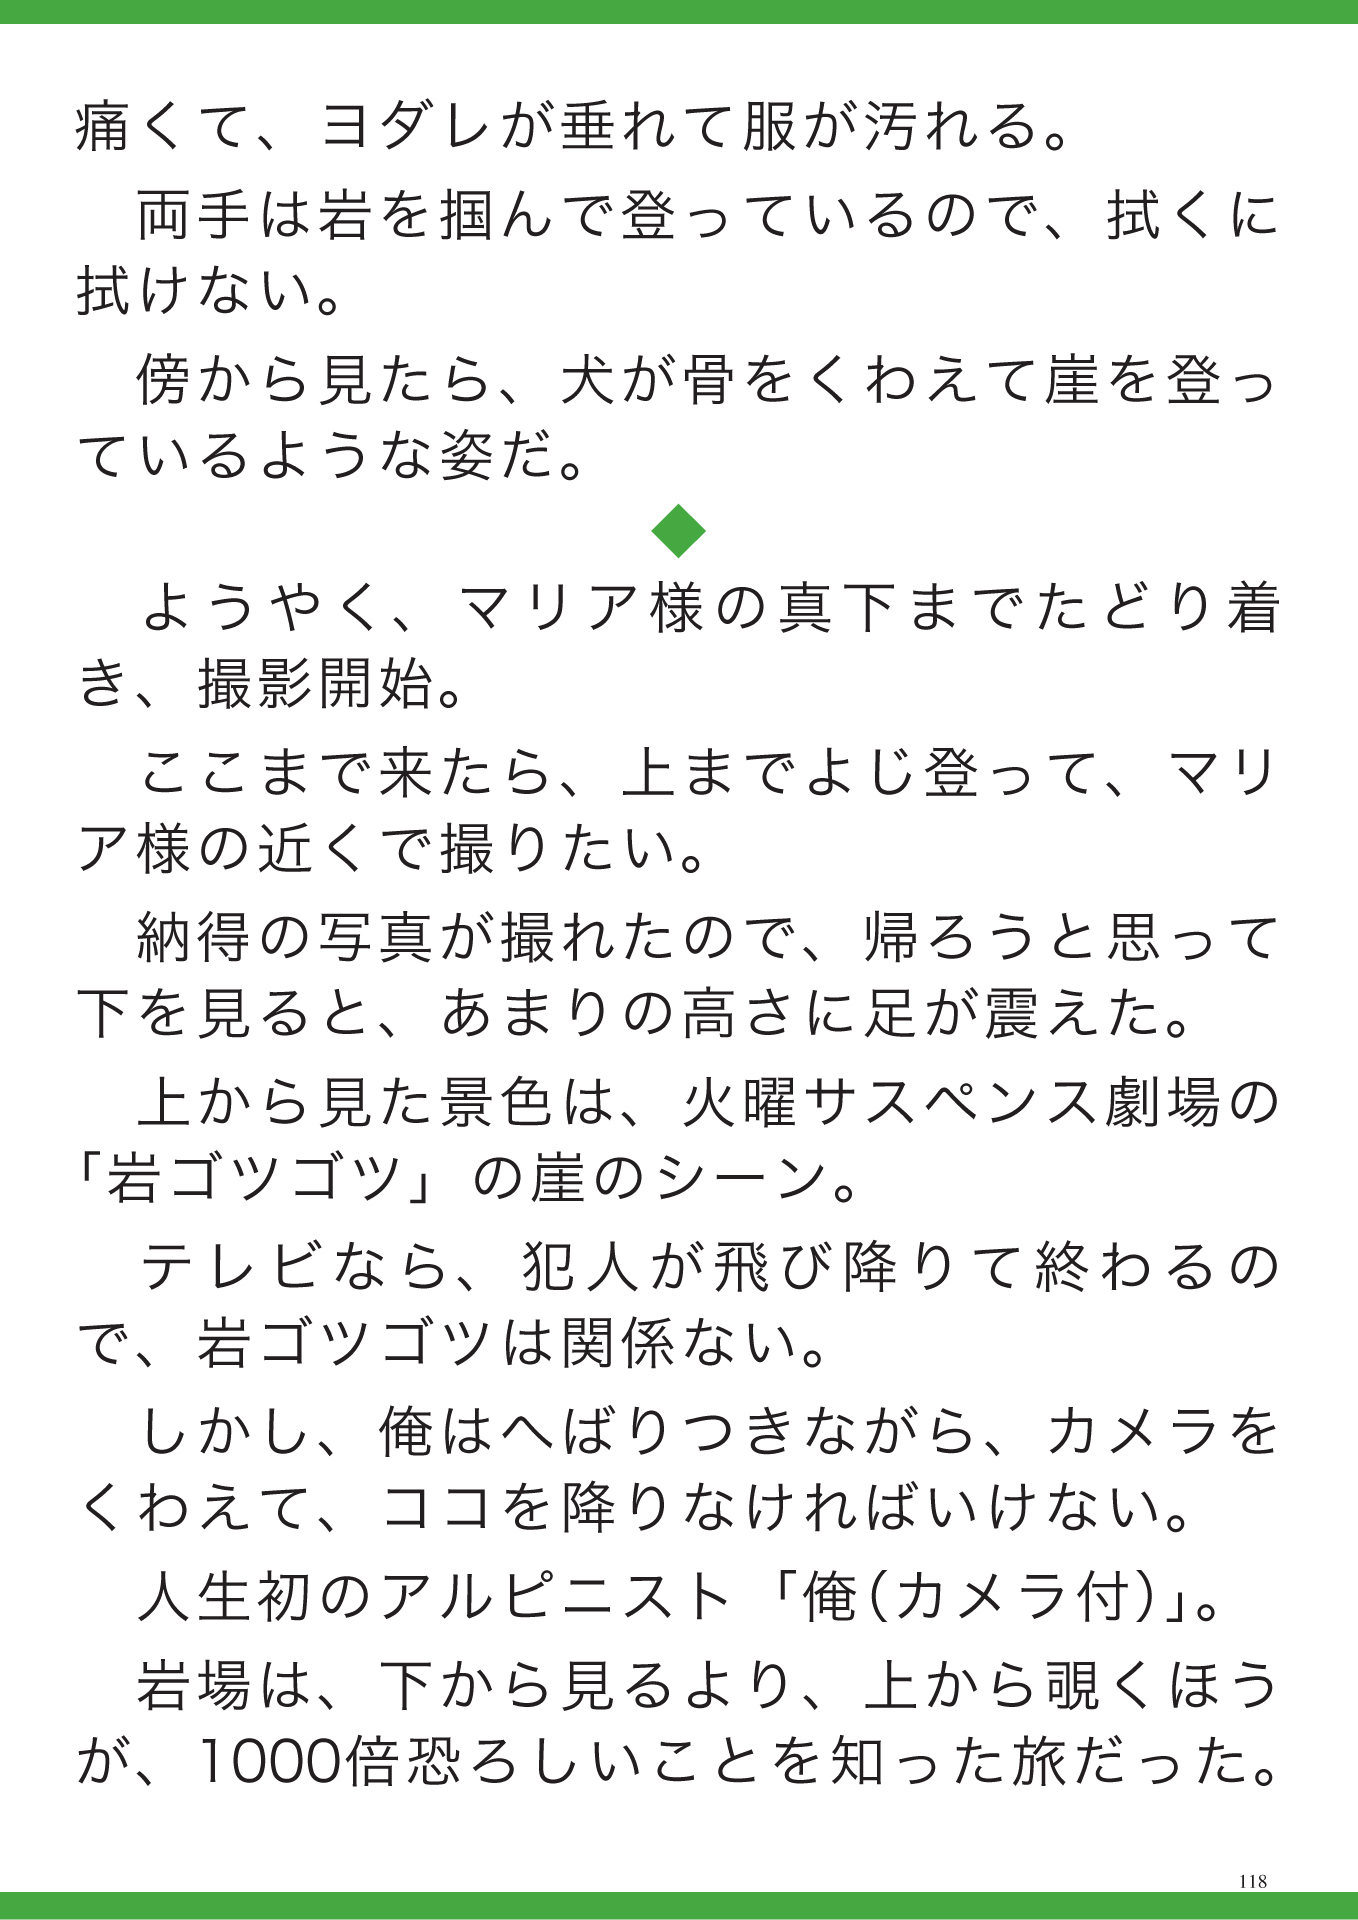 痛くて、ヨダレが垂れて服が汚れる。
　両手は岩を掴んで登っているので、拭くに
拭けない。
　傍から見たら、犬が骨をくわえて崖を登っ
ているような姿だ。
◆
　ようやく、マリア様の真下までたどり着
き、撮影開始。
　ここまで来たら、上までよじ登って、マリ
ア様の近くで撮りたい。
　納得の写真が撮れたので、帰ろうと思って
下を見ると、あまりの高さに足が震えた。
　上から見た景色は、火曜サスペンス劇場の
「岩ゴツゴツ」の崖のシーン。
　テレビなら、犯人が飛び降りて終わるの
で、岩ゴツゴツは関係ない。
　しかし、俺はへばりつきながら、カメラを
くわえて、ココを降りなければいけない。
　人生初のアルピニスト「俺（カメラ付）」。
　岩場は、下から見るより、上から覗くほう
が、1000倍恐ろしいことを知った旅だった。
118